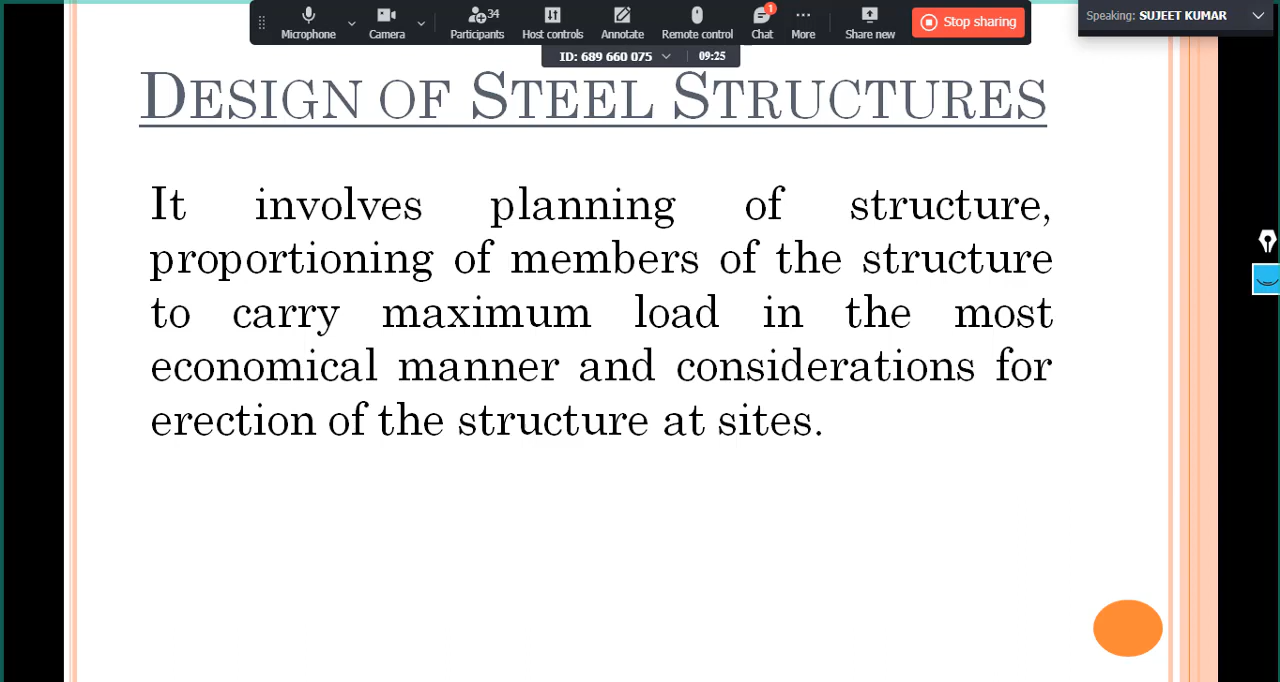 34
1
Microphone Camera Participants Host controls Annotate Remote control Chat More Share new Stop sharing
Speaking: SUJEET KUMAR
ID: 689 660 075 09:25
DESIGN OF STEEL STRUCTURES
It involves planning of structure,
proportioning of members of the structure
to carry maximum load in the most
economical manner and considerations for
erection of the structure at sites.